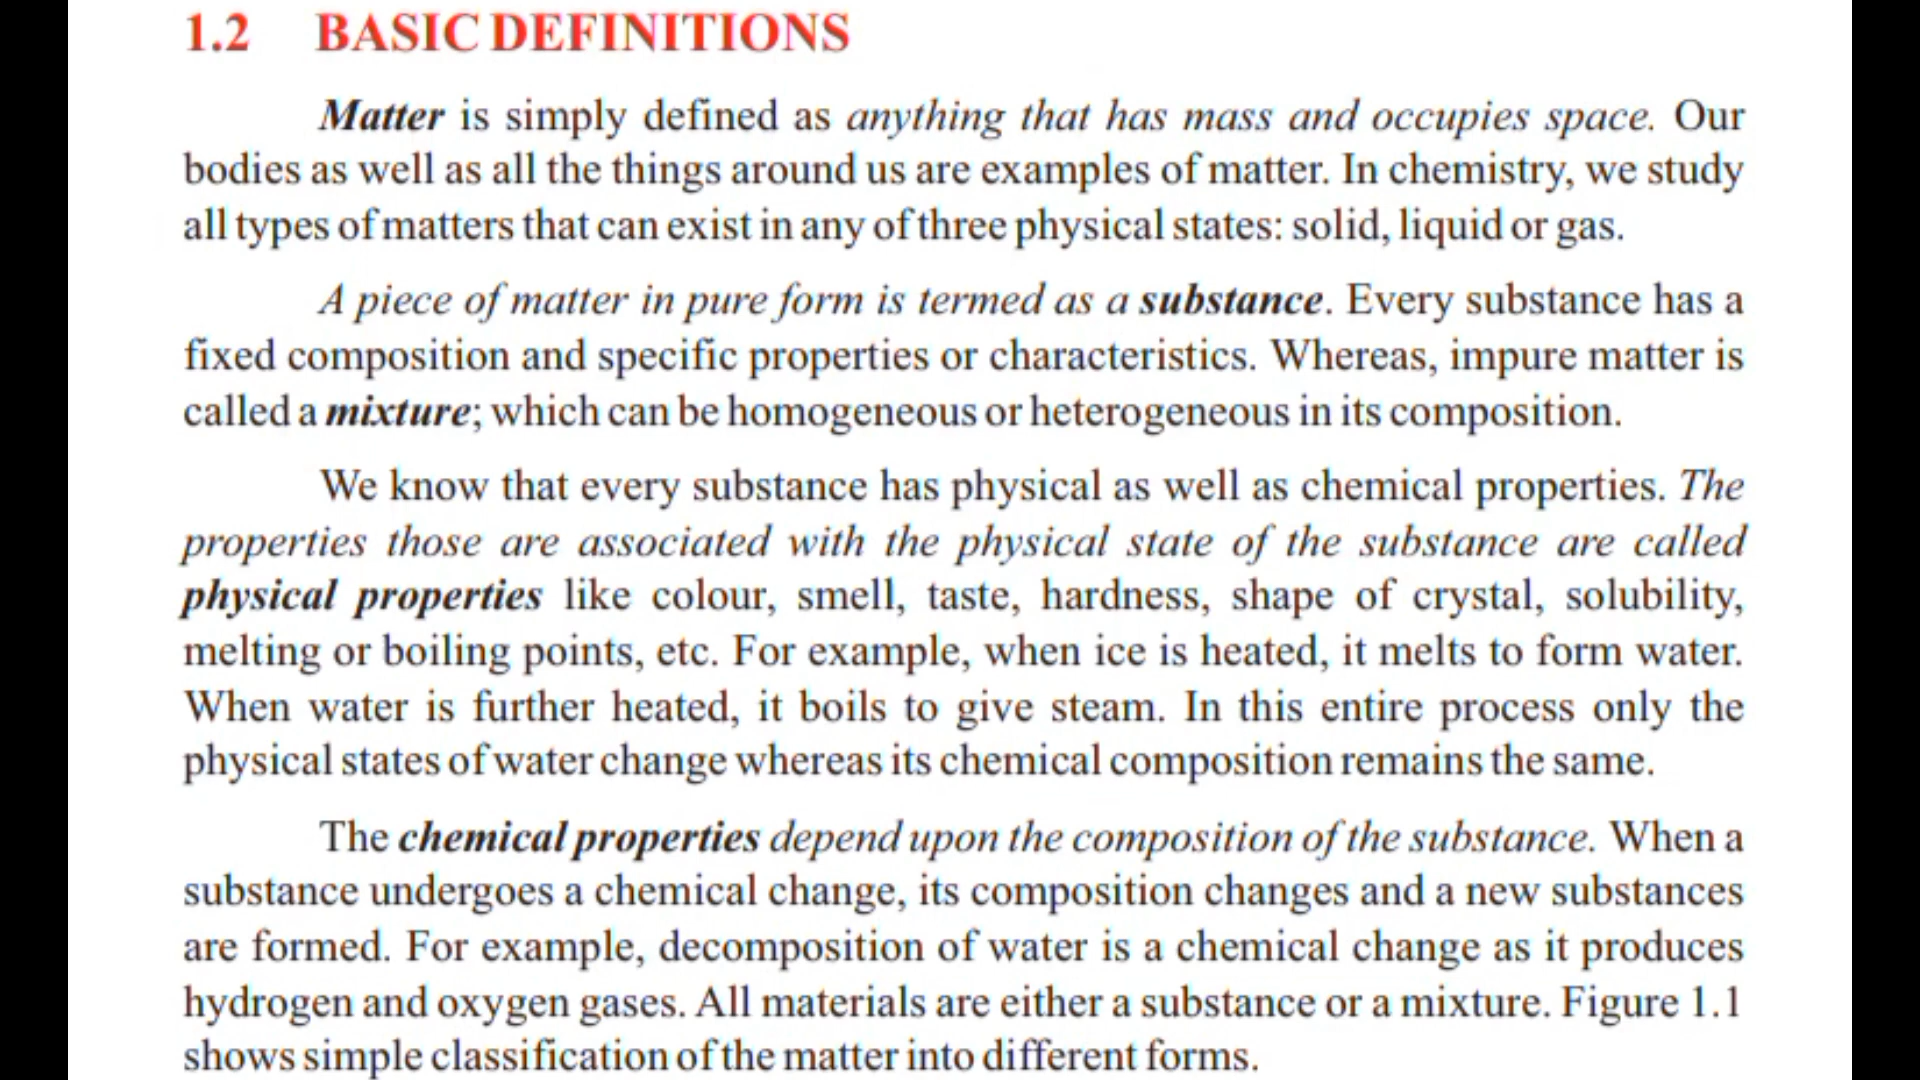 1.2 BASIC DEFINITIONS
Matter is simply defined as anything that has mass and occupies space. Our
bodies as well as all the things around us are examples of matter. In chemistry, we study
all types of matters that can exist in any of three physical states: solid, liquid or gas.
A piece of matter in pure form is termed as a substance. Every substance has a
fixed composition and specific properties or characteristics. Whereas, impure matter is
called a mixture; which can be homogeneous or heterogeneous in its composition.
We know that every substance has physical as well as chemical properties. The
properties those are associated with the physical state of the substance are called
physical properties like colour, smell, taste, hardness, shape of crystal, solubility,
melting or boiling points, etc. For example, when ice is heated, it melts to form water.
When water is further heated, it boils to give steam. In this entire process only the
physical states of water change whereas its chemical composition remains the same.
The chemical properties depend upon the composition of the substance. When a
substance undergoes a chemical change, its composition changes and a new substances
are formed. For example, decomposition of water is a chemical change as it produces
hydrogen and oxygen gases. All materials are either a substance or a mixture. Figure 1.1
shows simple classification of the matter into different forms.